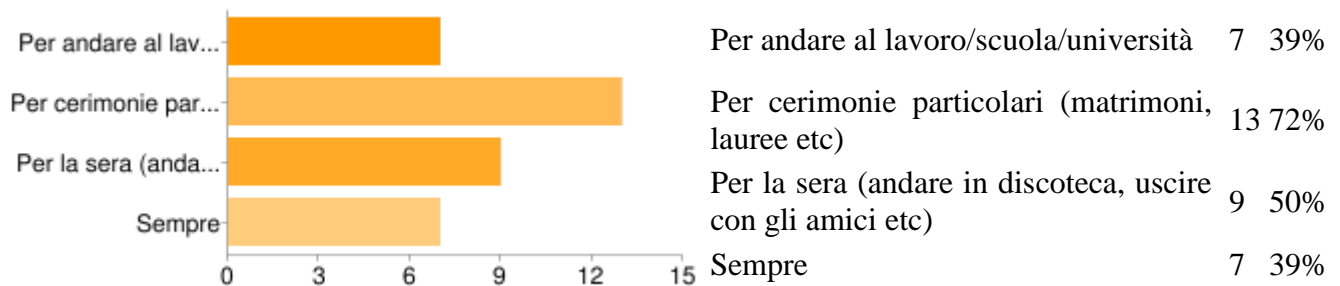 Per andare al lav...
Per cerimonie par...
Per la sera (anda...
Sempre
0 3 6 9 12 15
Per andare al lavoro/scuola/università 7 39%
Per cerimonie particolari (matrimoni,
lauree etc) 13 72%
Per la sera (andare in discoteca, uscire
con gli amici etc) 9 50%
Sempre 7 39%